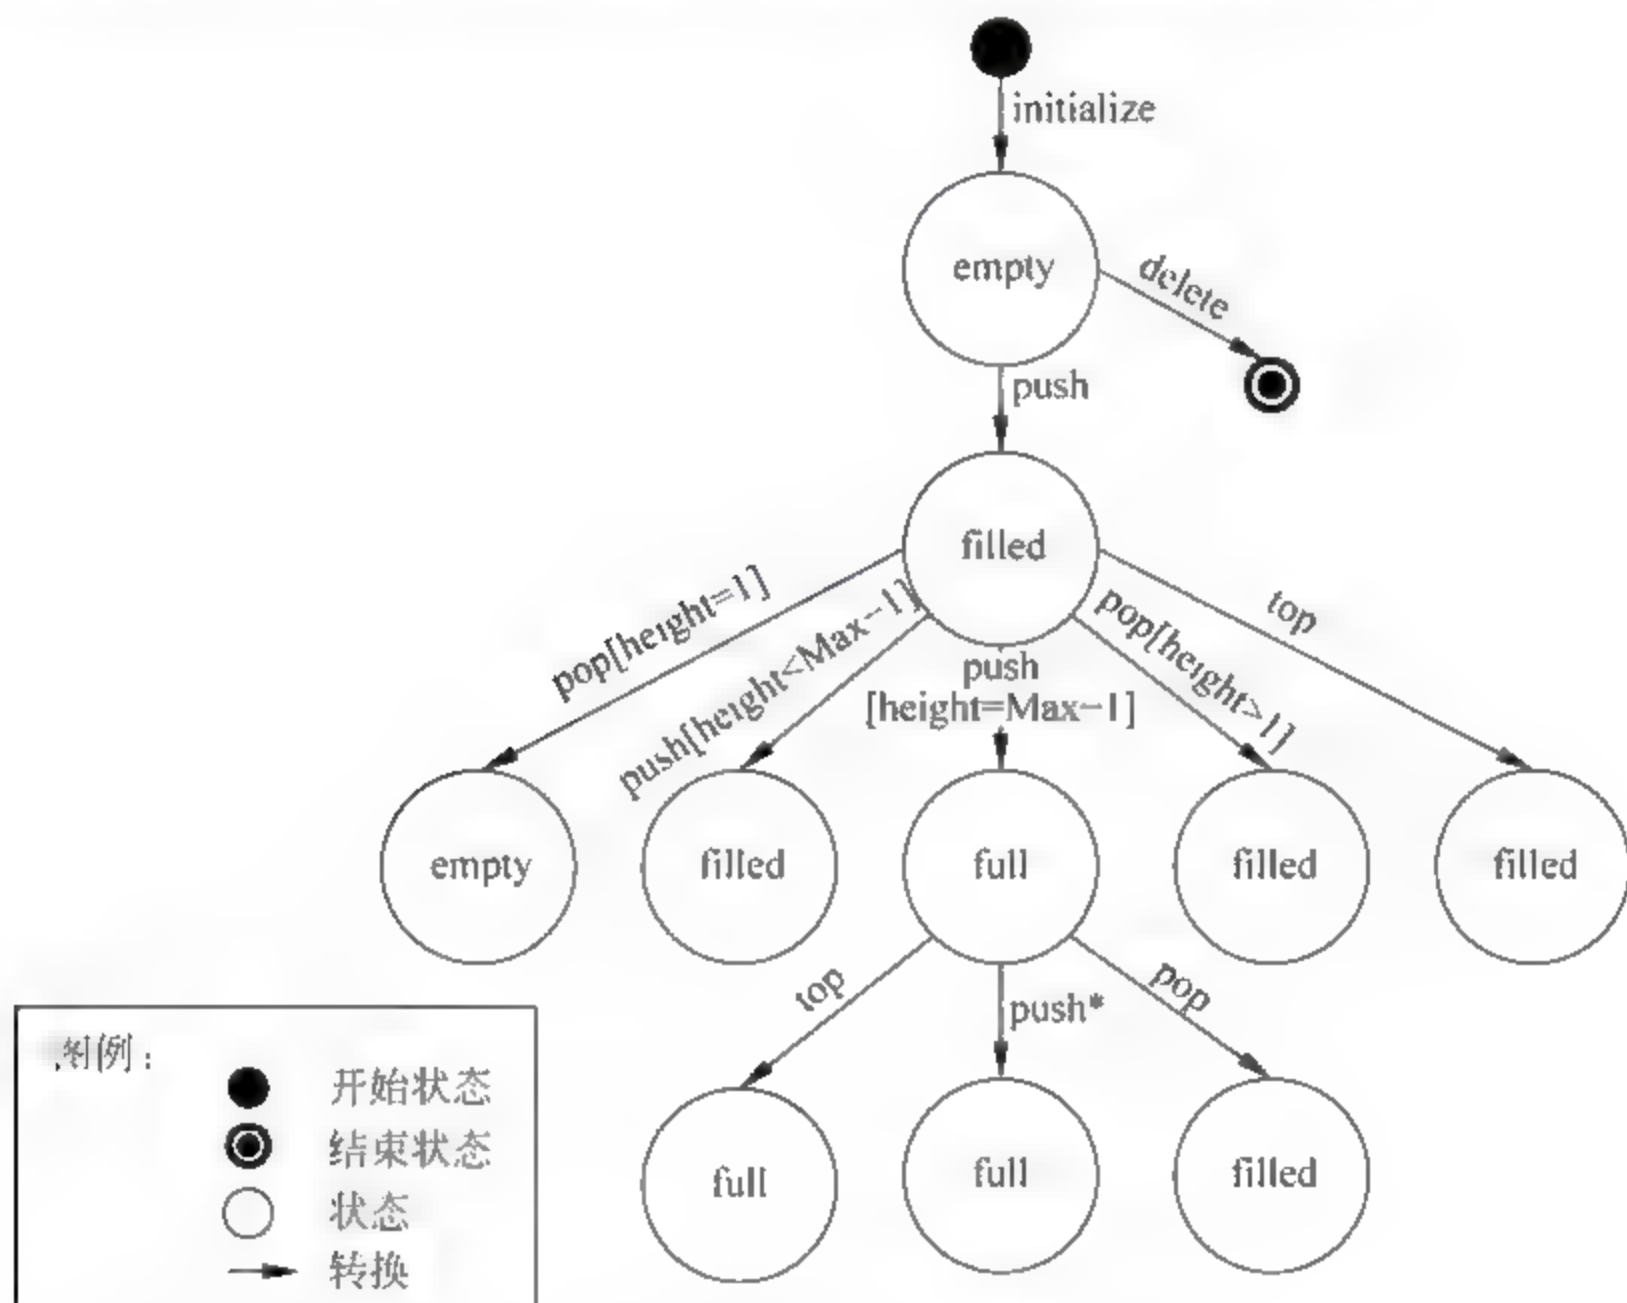 initialize
empty
delete
push
filled
pop[height=1]
push[height<Max-1]
push
[height=Max-1]
pop[height>1]
top
empty
filled
full
filled
filled
top
push*
pop
full
full
filled
图例：
开始状态
结束状态
状态
转换